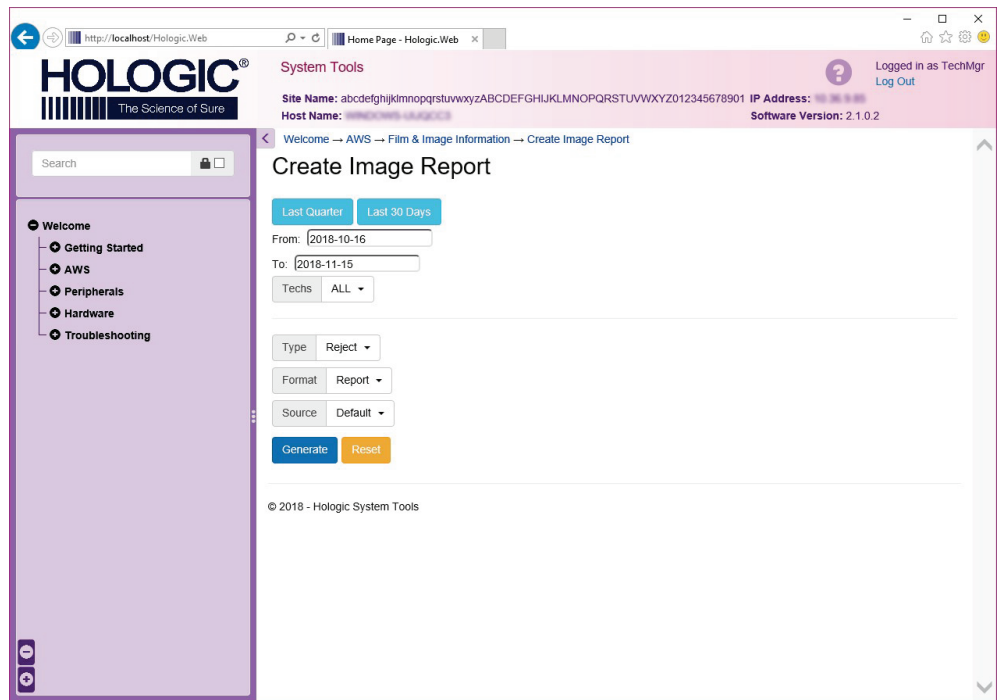 http://localhost/Hologic.Web
Home Page - Hologic.Web
HOLOGIC®
The Science of Sure
System Tools
Logged in as TechMgr
Log Out
Site Name: abcdefghijklmnopqrstuvwxyzABCDEFGHIJKLMNOPQRSTUVWXYZ012345678901 IP Address:
Host Name:
Software Version: 2.1.0.2
Search
Welcome
Getting Started
AWS
Peripherals
Hardware
Troubleshooting
Welcome → AWS → Film & Image Information → Create Image Report
Create Image Report
Last Quarter Last 30 Days
From: 2018-10-16
To: 2018-11-15
Techs ALL
Type Reject
Format Report
Source Default
Generate Reset
© 2018 - Hologic System Tools